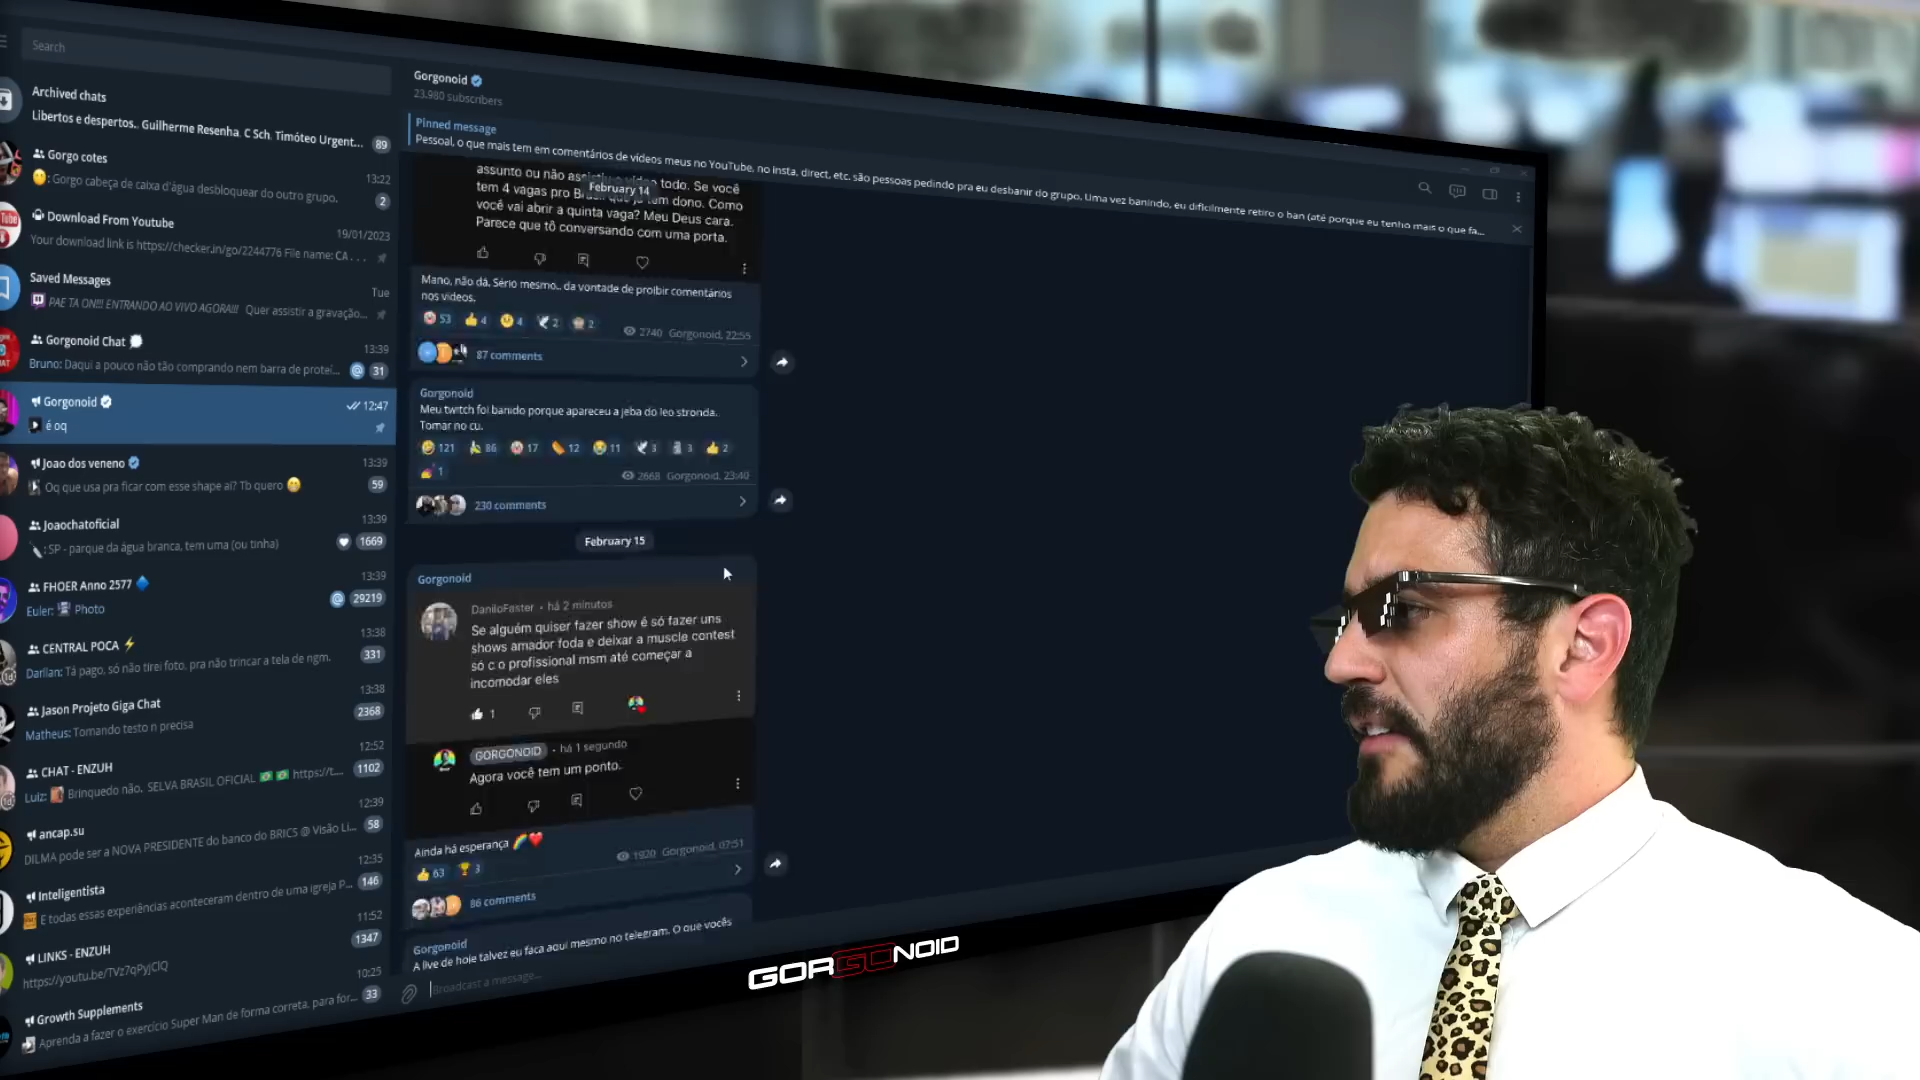 Search
Archived chats
Libertos e despertos., Guilherme Resenha, C Sch, Timóteo Urgent...
89
Gorgo cotes
13:22
: Gorgo cabeça de caixa d'água desbloquear do outro grupo.
2
Download From Youtube
19/01/2023
Your download link is https://checker.in/go/2244776 File name: CA . . .
Saved Messages
Tue
PAE TA ON!!! ENTRANDO AO VIVO AGORA!!! Quer assistir a gravação...
Gorgonoid Chat
13:39
Bruno: Daqui a pouco não tão comprando nem barra de proteí...
31
Gorgonoid
12:47
é oq
Joao dos veneno
13:39
Oq que usa pra ficar com esse shape aí? Tb quero
59
Joaochatoficial
13:39
: SP - parque da água branca, tem uma (ou tinha)
1669
FHOER Anno 2577
13:39
Euler: Photo
29219
CENTRAL POCA
13:38
Darllan: Tá pago, só não tirei foto, pra não trincar a tela de ngm.
331
Jason Projeto Giga Chat
13:38
Matheus: Tomando testo n precisa
2368
CHAT - ENZUH
12:52
Luiz: Brinquedo não, SELVA BRASIL OFICIAL https://t....
1102
ancap.su
12:39
DILMA pode ser a NOVA PRESIDENTE do banco do BRICS @ Visão Li...
58
Inteligentista
12:35
E todas essas experiências aconteceram dentro de uma igreja P...
146
LINKS - ENZUH
11:52
https://youtu.be/TVz7qPyjClQ
1347
Growth Supplements
10:25
Aprenda a fazer o exercício Super Man de forma correta, para for...
33
Gorgonoid
23.980 subscribers
Pinned message
Pessoal, o que mais tem em comentários de vídeos meus no YouTube, no insta, direct, etc. são pessoas pedindo pra eu desbanir do grupo. Uma vez banindo, eu dificilmente retiro o ban (até porque eu tenho mais o que fa...
February 14
assunto ou não assistiu o vídeo todo. Se você
tem 4 vagas pro Brasil que já tem dono. Como
você vai abrir a quinta vaga? Meu Deus cara.
Parece que tô conversando com uma porta.
Mano, não dá, Sério mesmo.. da vontade de proibir comentários
nos vídeos.
53 4 4 2 2
2740 Gorgonoid, 22:55
87 comments
Gorgonoid
Meu twitch foi banido porque apareceu a jeba do leo stronda.
Tomar no cu.
121 86 17 12 11 3 3 2
1
2668 Gorgonoid, 23:40
230 comments
February 15
Gorgonoid
DaniloFaster • há 2 minutos
Se alguém quiser fazer show é só fazer uns
shows amador foda e deixar a muscle contest
só c o profissional msm até começar a
incomodar eles
1
GORGONOID • há 1 segundo
Agora você tem um ponto.
Ainda há esperança
63 3
1920 Gorgonoid, 07:51
86 comments
Gorgonoid
A live de hoje talvez eu faça aqui mesmo no telegram. O que vocês
Broadcast a message...
GORGONOID